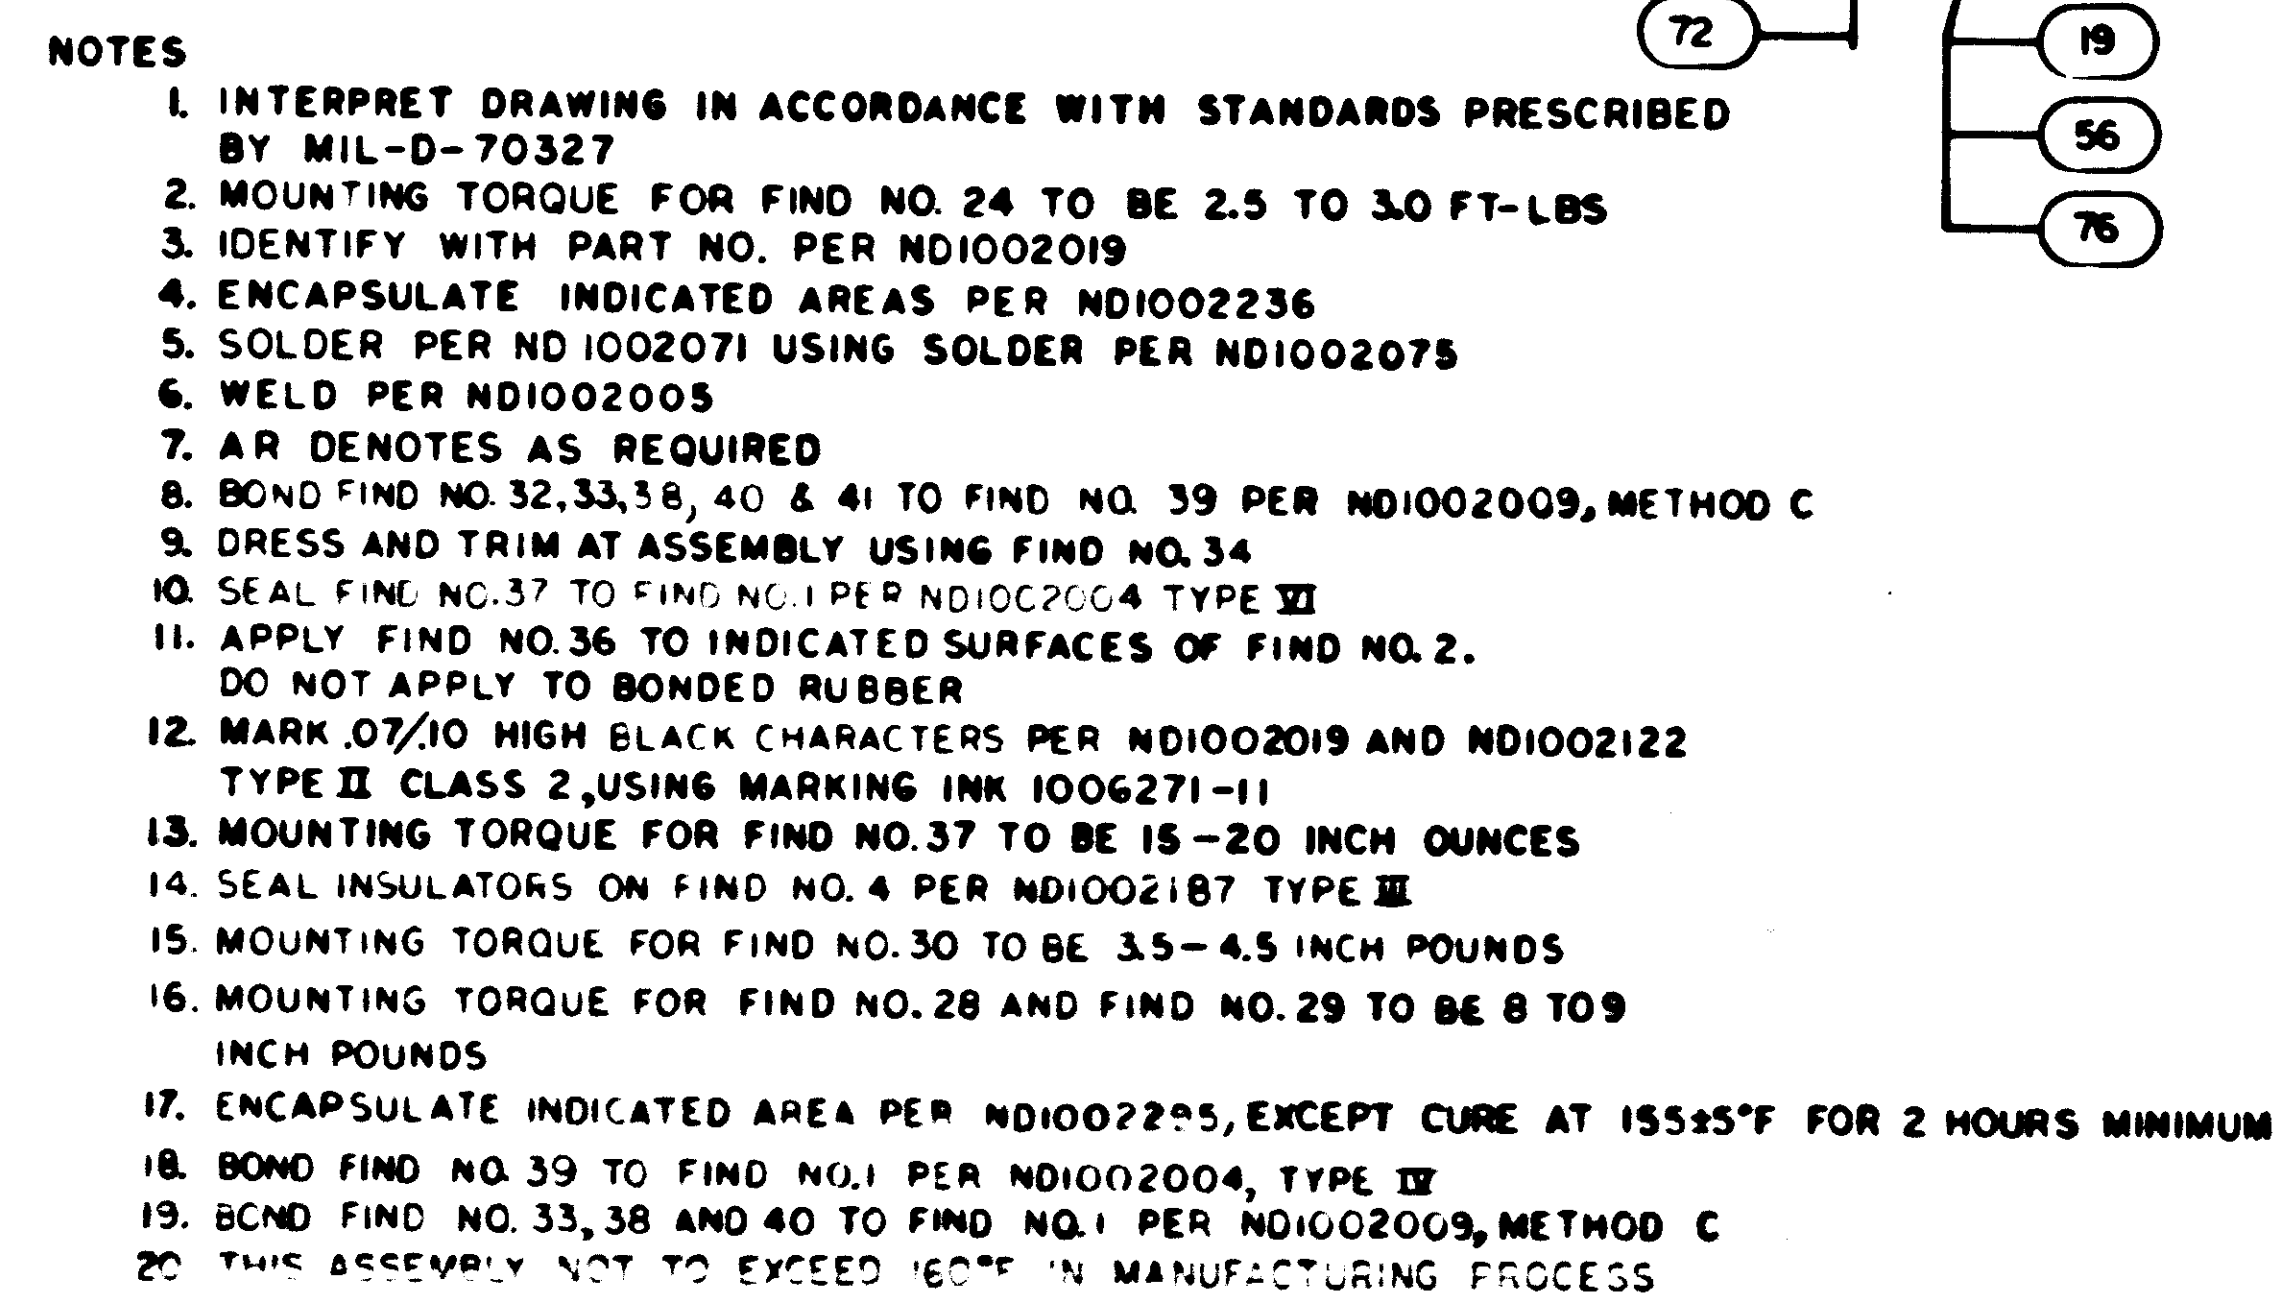 72
19
56
76
NOTES
1. INTERPRET DRAWING IN ACCORDANCE WITH STANDARDS PRESCRIBED
BY MIL-D-70327
2. MOUNTING TORQUE FOR FIND NO. 24 TO BE 2.5 TO 3.0 FT-LBS
3. IDENTIFY WITH PART NO. PER ND1002019
4. ENCAPSULATE INDICATED AREAS PER ND1002236
5. SOLDER PER ND 1002071 USING SOLDER PER ND1002075
6. WELD PER ND1002005
7. AR DENOTES AS REQUIRED
8. BOND FIND NO. 32,33,38, 40 & 41 TO FIND NO. 39 PER ND1002009, METHOD C
9. DRESS AND TRIM AT ASSEMBLY USING FIND NO. 34
10. SEAL FIND NO.37 TO FIND NO.1 PER ND1002004 TYPE VI
11. APPLY FIND NO.36 TO INDICATED SURFACES OF FIND NO. 2.
DO NOT APPLY TO BONDED RUBBER
12. MARK .07/.10 HIGH BLACK CHARACTERS PER ND1002019 AND ND1002122
TYPE II CLASS 2, USING MARKING INK 1006271-11
13. MOUNTING TORQUE FOR FIND NO.37 TO BE 15-20 INCH OUNCES
14. SEAL INSULATORS ON FIND NO. 4 PER ND1002187 TYPE III
15. MOUNTING TORQUE FOR FIND NO.30 TO BE 3.5-4.5 INCH POUNDS
16. MOUNTING TORQUE FOR FIND NO.28 AND FIND NO.29 TO BE 8 TO 9
INCH POUNDS
17. ENCAPSULATE INDICATED AREA PER EXCEPT CURE AT 155±5°F FOR 2 HOURS MINIMUM
18. BOND FIND NO. 39 TO FIND NO.1 PER ND1002004, TYPE IV
19. BOND FIND NO. 33,38 AND 40 TO FIND NO.1 PER ND1002009, METHOD C
20 THIS ASSEMBLY NOT TO EXCEED 160°F IN MANUFACTURING PROCESS